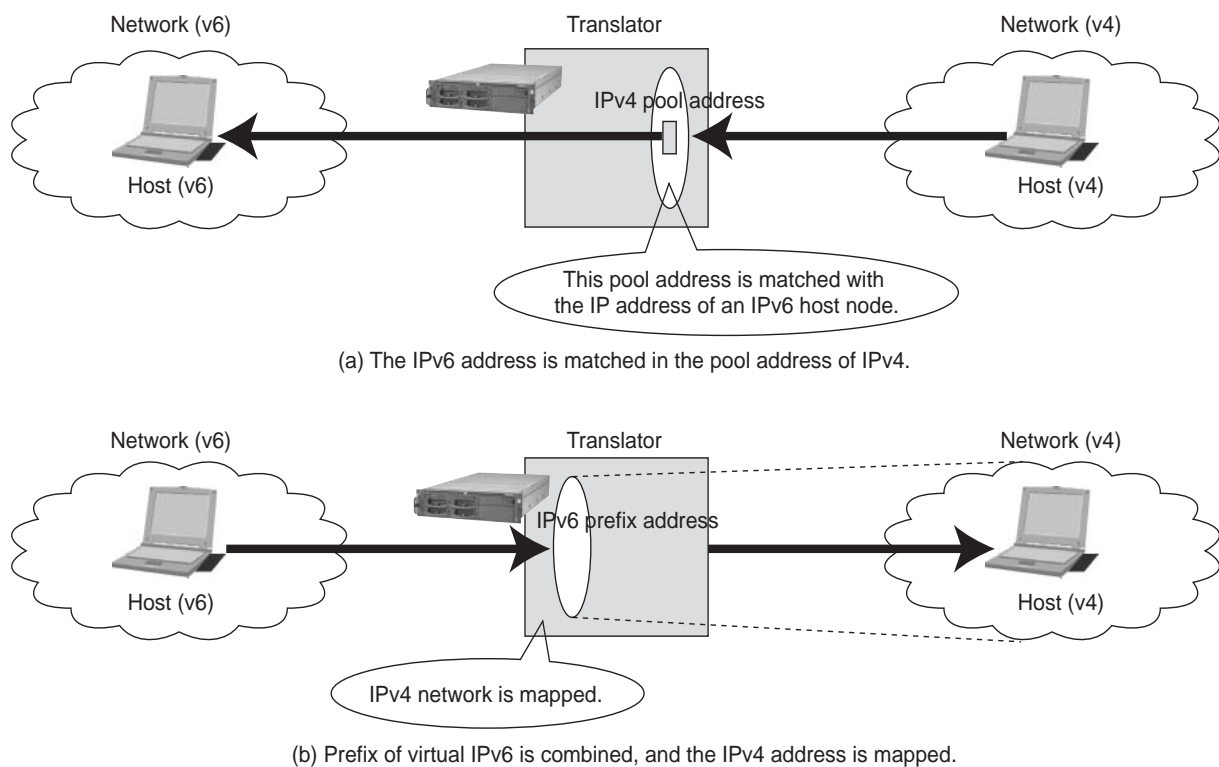 Network (v6)
Translator
Network (v4)
IPv4 pool address
Host (v6)
Host (v4)
This pool address is matched with
the IP address of an IPv6 host node.
(a) The IPv6 address is matched in the pool address of IPv4.
Network (v6)
Translator
Network (v4)
IPv6 prefix address
Host (v6)
Host (v4)
IPv4 network is mapped.
(b) Prefix of virtual IPv6 is combined, and the IPv4 address is mapped.